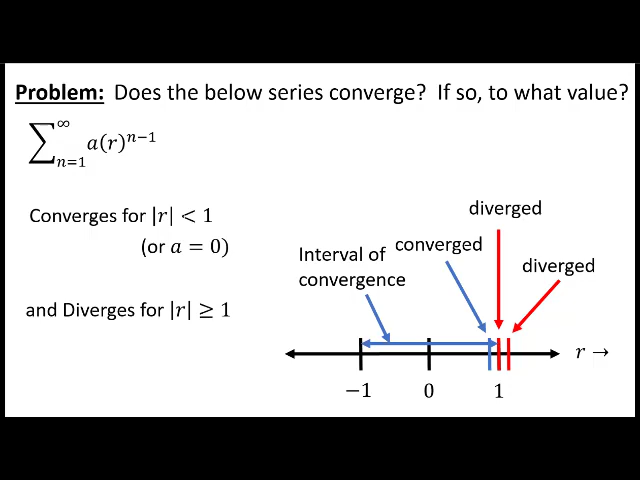 Problem: Does the below series converge? If so, to what value?
∑_{n=1}^{∞} a(r)^{n−1}
Converges for |r| < 1
(or a = 0)
and Diverges for |r| ≥ 1
diverged
Interval of
convergence
converged
diverged
r →
−1 0 1